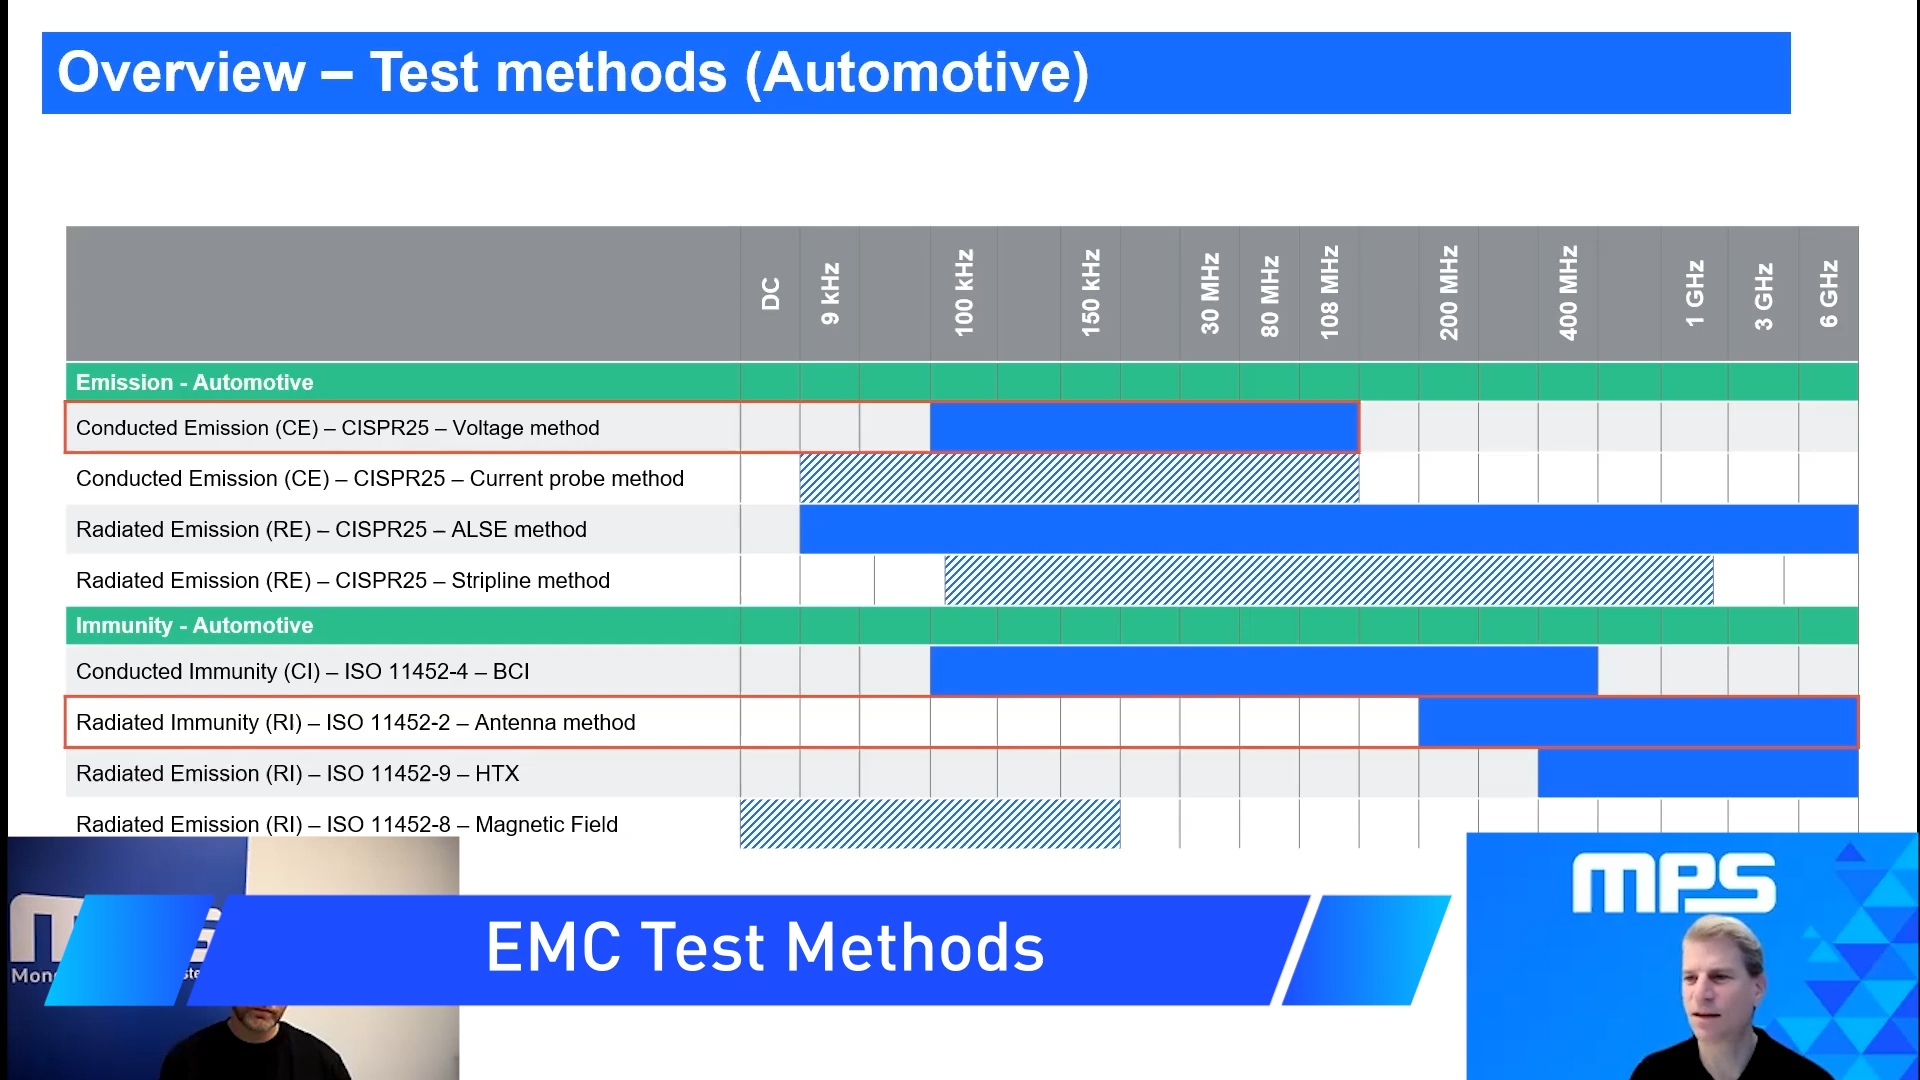 Overview – Test methods (Automotive)
DC 9 kHz 100 kHz 150 kHz 30 MHz 80 MHz 108 MHz 200 MHz 400 MHz 1 GHz 3 GHz 6 GHz
Emission - Automotive
Conducted Emission (CE) – CISPR25 – Voltage method
Conducted Emission (CE) – CISPR25 – Current probe method
Radiated Emission (RE) – CISPR25 – ALSE method
Radiated Emission (RE) – CISPR25 – Stripline method
Immunity - Automotive
Conducted Immunity (CI) – ISO 11452-4 – BCI
Radiated Immunity (RI) – ISO 11452-2 – Antenna method
Radiated Emission (RI) – ISO 11452-9 – HTX
Radiated Emission (RI) – ISO 11452-8 – Magnetic Field
MPS
EMC Test Methods